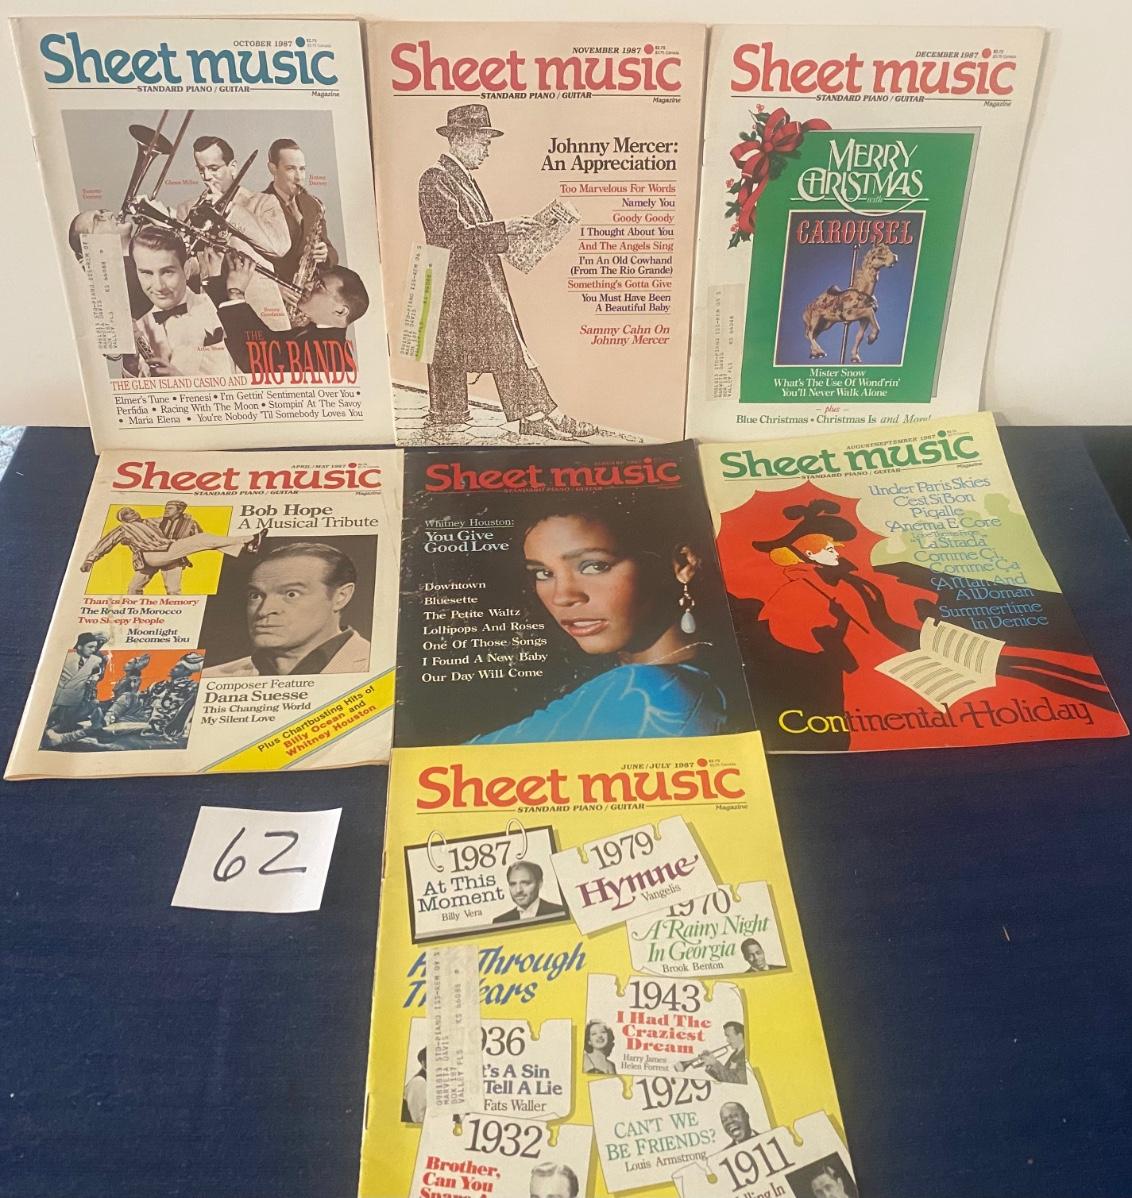 OCTOBER 1987
Sheet music
STANDARD PIANO / GUITAR
Magazine
Tommy Dorsey
Glenn Miller
Jimmy Dorsey
Benny Goodman
Artie Shaw
THE
BIG BANDS
THE GLEN ISLAND CASINO AND
Elmer's Tune • Frenesi • I'm Gettin' Sentimental Over You •
Perfidia • Racing With The Moon • Stompin' At The Savoy
• Maria Elena • You're Nobody 'Til Somebody Loves You
NOVEMBER 1987
Sheet music
STANDARD PIANO / GUITAR
Magazine
Johnny Mercer:
An Appreciation
Too Marvelous For Words
Namely You
Goody Goody
I Thought About You
And The Angels Sing
I'm An Old Cowhand
(From The Rio Grande)
Something's Gotta Give
You Must Have Been
A Beautiful Baby
Sammy Cahn On
Johnny Mercer
DECEMBER 1987
Sheet music
STANDARD PIANO / GUITAR
Magazine
MERRY
CHRISTMAS
with
CAROUSEL
Mister Snow
What's The Use Of Wond'rin'
You'll Never Walk Alone
- plus -
Blue Christmas • Christmas Is and More!
APRIL / MAY 1987
Sheet music
STANDARD PIANO / GUITAR
Magazine
Bob Hope
A Musical Tribute
Thanks For The Memory
The Road To Morocco
Two Sleepy People
Moonlight
Becomes You
Composer Feature
Dana Suesse
This Changing World
My Silent Love
Plus Chartbusting Hits of
Billy Ocean and
Whitney Houston
Sheet music
STANDARD PIANO / GUITAR
Whitney Houston:
You Give
Good Love
Downtown
Bluesette
The Petite Waltz
Lollipops And Roses
One Of Those Songs
I Found A New Baby
Our Day Will Come
AUGUST/SEPTEMBER 1987
Sheet music
STANDARD PIANO / GUITAR
Magazine
Under Paris Skies
C'est Si Bon
Pigalle
Anema E Core
"La Strada"
Comme Ci,
Comme Ça
A Man And
A Woman
Summertime
In Venice
Continental Holiday
62
JUNE / JULY 1987
Sheet music
STANDARD PIANO / GUITAR
Magazine
1987
At This
Moment
Billy Vera
1979
Hymne
Vangelis
1970
A Rainy Night
In Georgia
Brook Benton
Through
ears
1943
I Had The
Craziest
Dream
Harry James
Helen Forrest
936
t's A Sin
Tell A Lie
Fats Waller
1929
CAN'T WE
BE FRIENDS?
Louis Armstrong
1932
Brother,
Can You
1911